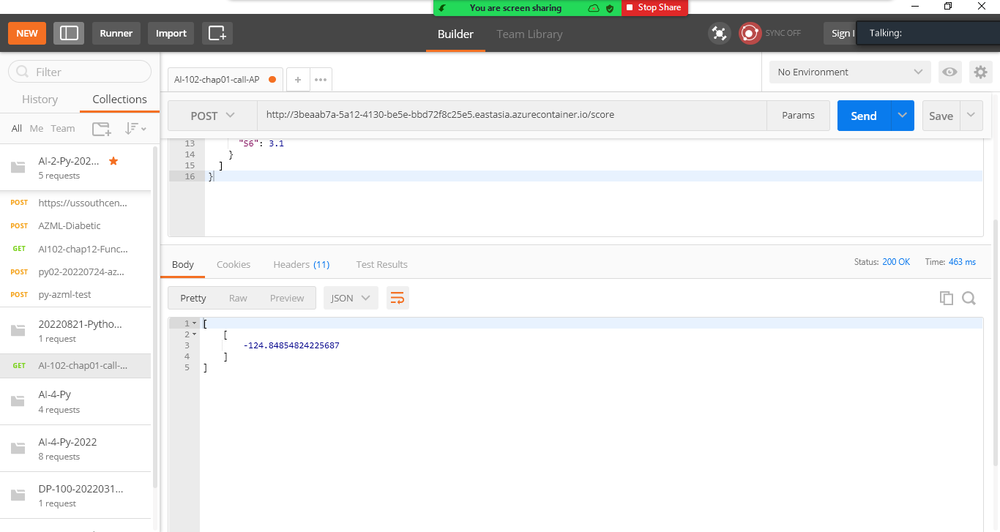 You are screen sharing
Stop Share
NEW
Runner
Import
Builder
Team Library
SYNC OFF
Sign I
Talking:
Filter
History
Collections
All
Me
Team
AI-2-Py-202...
5 requests
POST https://ussouthcen...
POST AZML-Diabetic
GET AI102-chap12-Func...
POST py02-20220724-az...
POST py-azml-test
20220821-Pytho...
1 request
GET AI-102-chap01-call-...
AI-4-Py
4 requests
AI-4-Py-2022
8 requests
DP-100-2022031...
1 request
AI-102-chap01-call-AP
+
•••
No Environment
POST
http://3beaab7a-5a12-4130-be5e-bbd72f8c25e5.eastasia.azurecontainer.io/score
Params
Send
Save
13 "S6": 3.1
14 }
15 ]
16 }
Body
Cookies
Headers (11)
Test Results
Status: 200 OK
Time: 463 ms
Pretty
Raw
Preview
JSON
1 [
2 [
3 -124.84854824225687
4 ]
5 ]